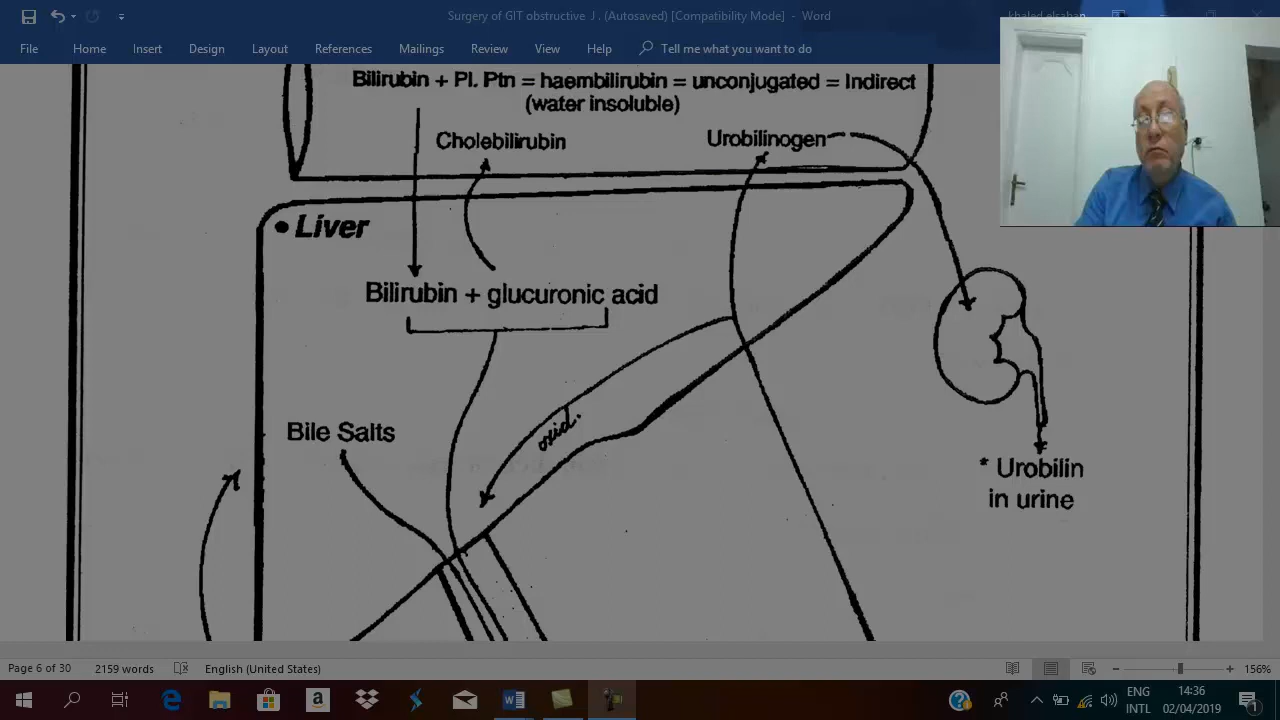 Surgery of GIT obstructive J . (Autosaved) [Compatibility Mode] - Word
khaled elsaban
File Home Insert Design Layout References Mailings Review View Help Tell me what you want to do
Bilirubin + Pl. Ptn = haembilirubin = unconjugated = Indirect
(water insoluble)
Cholebilirubin
Urobilinogen
• Liver
Bilirubin + glucuronic acid
oxid.
Bile Salts
* Urobilin
in urine
Page 6 of 30 2159 words English (United States) 156%
ENG 14:36
INTL 02/04/2019